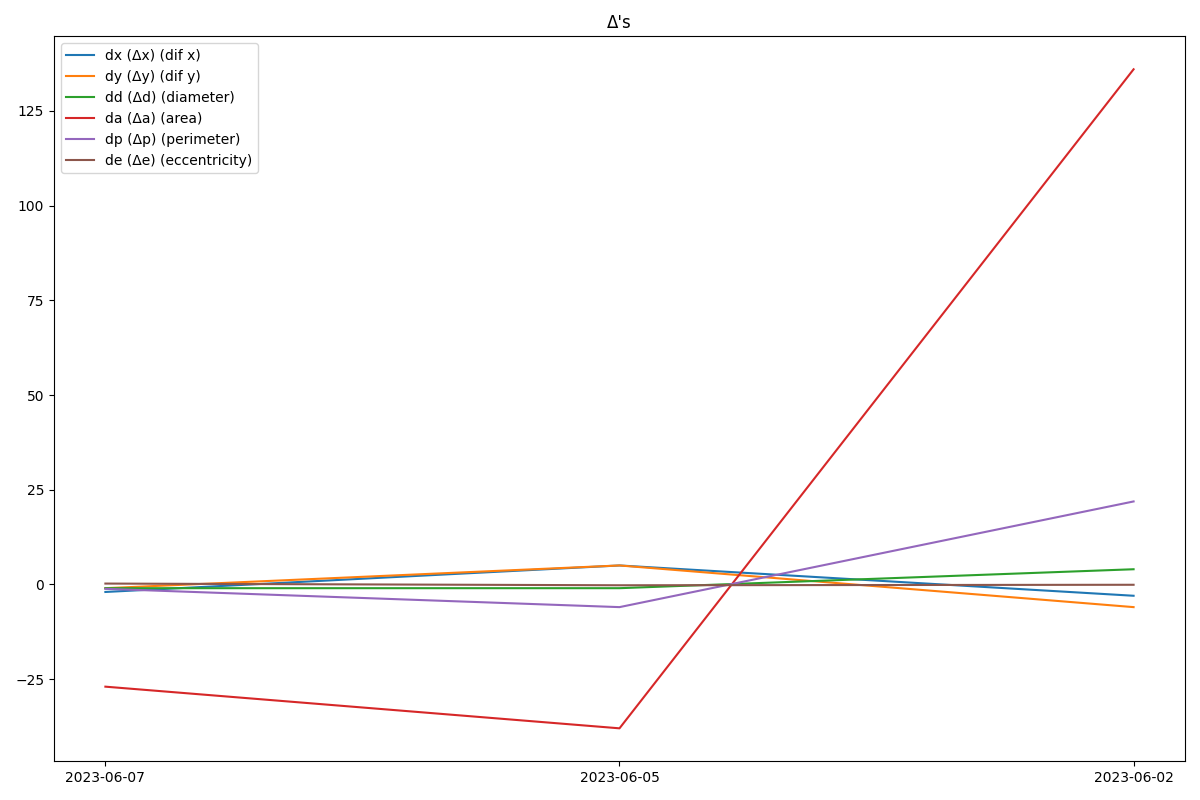 Δ's
dx (Δx) (dif x)
dy (Δy) (dif y)
dd (Δd) (diameter)
da (Δa) (area)
dp (Δp) (perimeter)
de (Δe) (eccentricity)
125
100
75
50
25
0
−25
2023-06-07 2023-06-05 2023-06-02